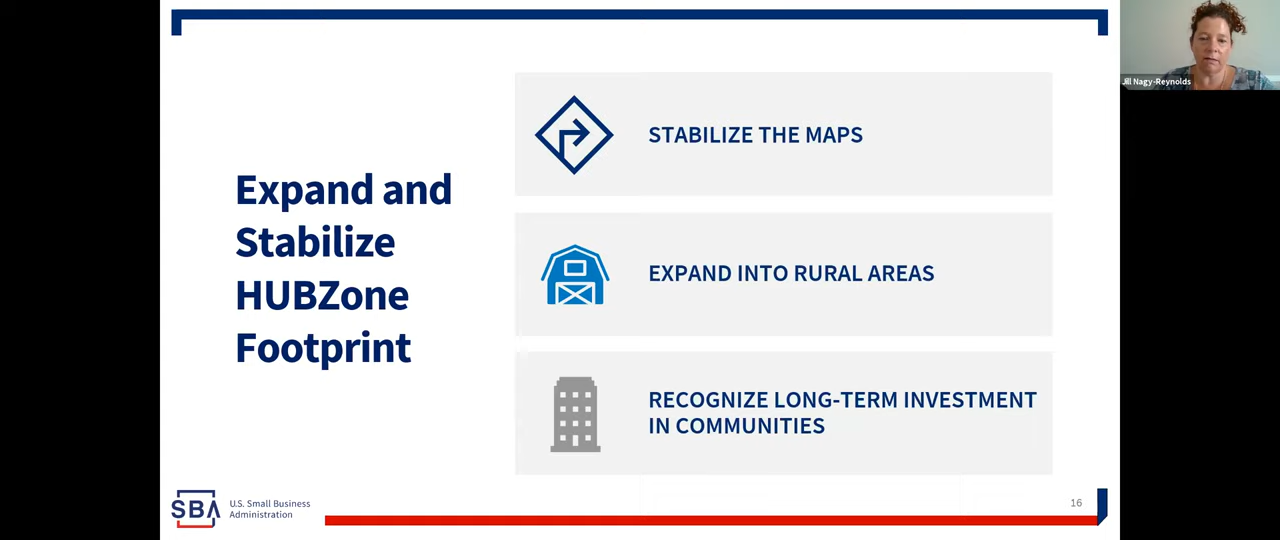 Expand and
Stabilize
HUBZone
Footprint
STABILIZE THE MAPS
EXPAND INTO RURAL AREAS
RECOGNIZE LONG-TERM INVESTMENT
IN COMMUNITIES
SBA
U.S. Small Business
Administration
16
Jill Nagy-Reynolds